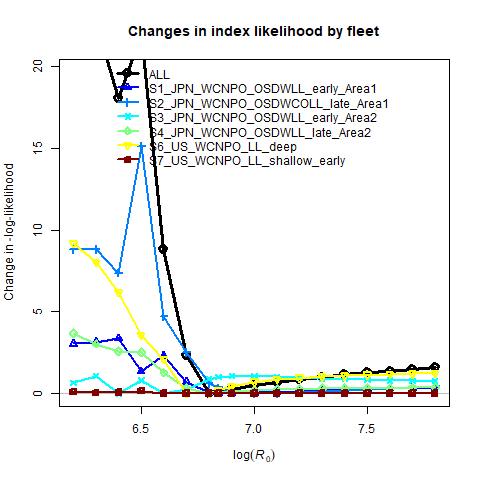 Changes in index likelihood by fleet
Change in -log-likelihood
20
15
10
5
0
ALL
S1_JPN_WCNPO_OSDWLL_early_Area1
S2_JPN_WCNPO_OSDWCOLL_late_Area1
S3_JPN_WCNPO_OSDWLL_early_Area2
S4_JPN_WCNPO_OSDWLL_late_Area2
S6_US_WCNPO_LL_deep
S7_US_WCNPO_LL_shallow_early
6.5 7.0 7.5
log(R0)